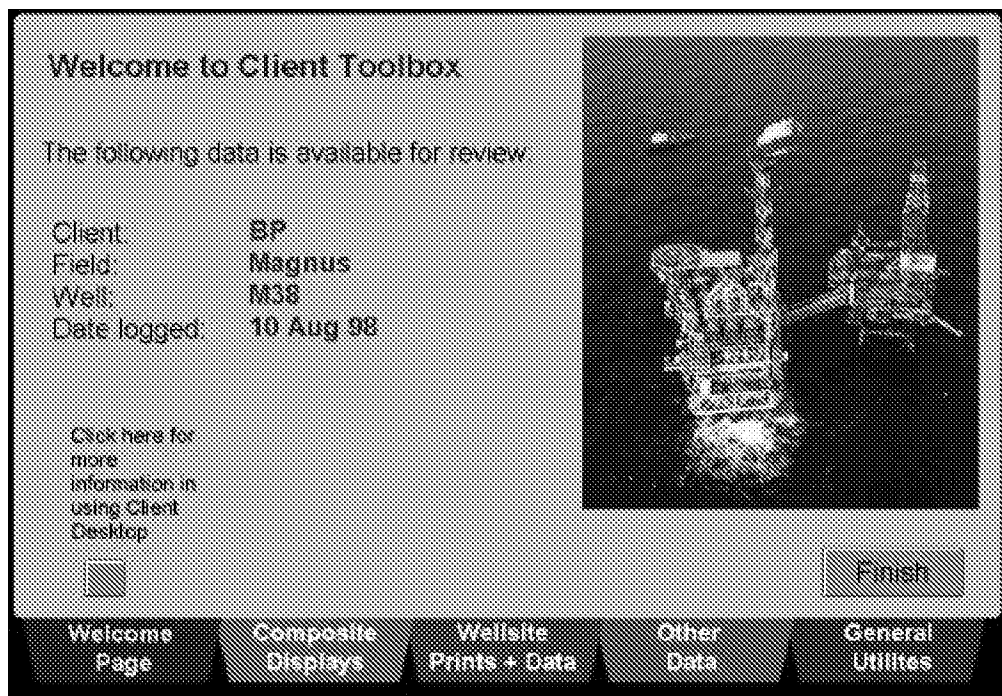 Welcome to Client Toolbox
The following data is available for review
Client: BP
Field: Magnus
Well: M38
Date logged: 10 Aug 98
Click here for
more
information in
using Client
Desktop
Finish
Welcome Page
Composite Displays
Wellsite Prints + Data
Other Data
General Utilites